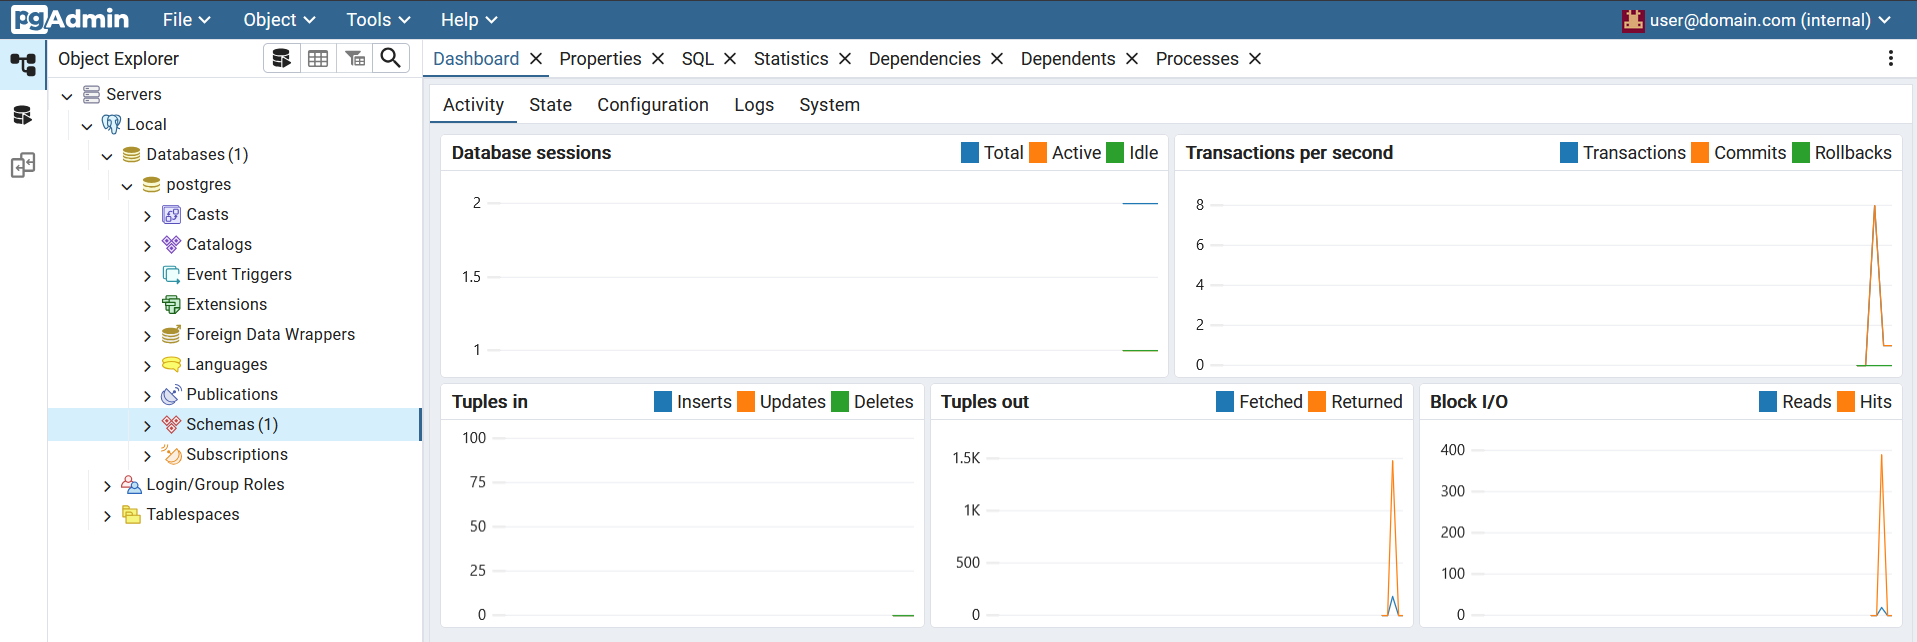 pgAdmin File Object Tools Help user@domain.com (internal)
Object Explorer
Servers
Local
Databases (1)
postgres
Casts
Catalogs
Event Triggers
Extensions
Foreign Data Wrappers
Languages
Publications
Schemas (1)
Subscriptions
Login/Group Roles
Tablespaces
Dashboard Properties SQL Statistics Dependencies Dependents Processes
Activity State Configuration Logs System
Database sessions Total Active Idle
2
1.5
1
Transactions per second Transactions Commits Rollbacks
8
6
4
2
0
Tuples in Inserts Updates Deletes
100
75
50
25
0
Tuples out Fetched Returned
1.5K
1K
500
0
Block I/O Reads Hits
400
300
200
100
0